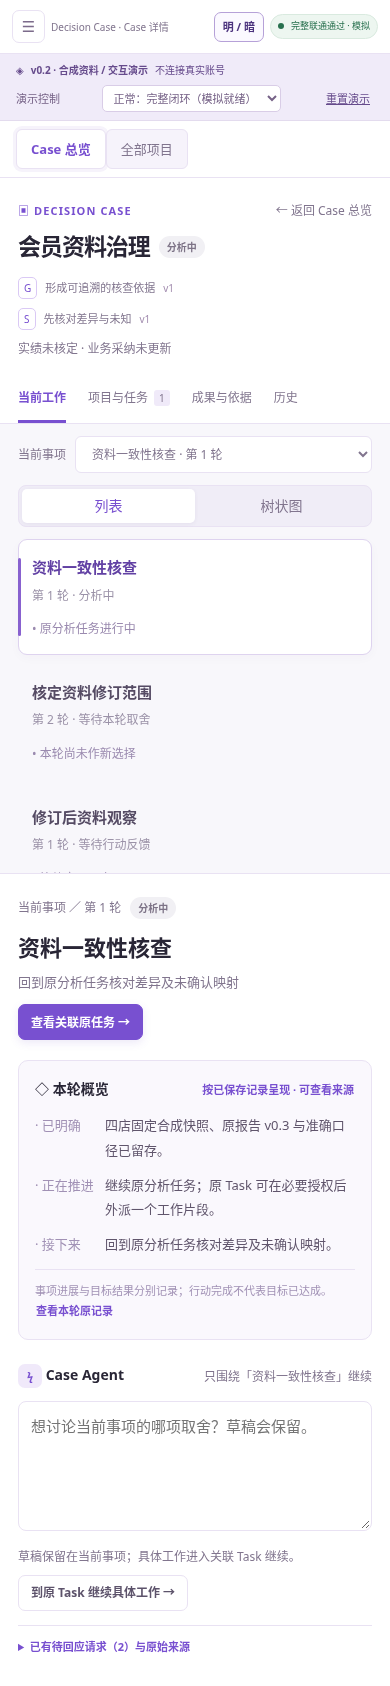 ☰ Decision Case · Case 详情 明 / 暗 ● 完整联通通过 · 模拟
◈ v0.2 · 合成资料 / 交互演示 不连接真实账号
演示控制 正常：完整闭环（模拟就绪） 重置演示
Case 总览 全部项目
DECISION CASE ← 返回 Case 总览
会员资料治理 分析中
G 形成可追溯的核查依据 v1
S 先核对差异与未知 v1
实绩未核定 · 业务采纳未更新
当前工作 项目与任务 1 成果与依据 历史
当前事项 资料一致性核查 · 第 1 轮
列表 树状图
资料一致性核查
第 1 轮 · 分析中
• 原分析任务进行中
核定资料修订范围
第 2 轮 · 等待本轮取舍
• 本轮尚未作新选择
修订后资料观察
第 1 轮 · 等待行动反馈
当前事项 ／ 第 1 轮 分析中
资料一致性核查
回到原分析任务核对差异及未确认映射
查看关联原任务 →
◇ 本轮概览 按已保存记录呈现 · 可查看来源
· 已明确 四店固定合成快照、原报告 v0.3 与准确口
径已留存。
· 正在推进 继续原分析任务；原 Task 可在必要授权后
外派一个工作片段。
· 接下来 回到原分析任务核对差异及未确认映射。
事项进展与目标结果分别记录；行动完成不代表目标已达成。
查看本轮原记录
Case Agent 只围绕「资料一致性核查」继续
想讨论当前事项的哪项取舍？草稿会保留。
草稿保留在当前事项；具体工作进入关联 Task 继续。
到原 Task 继续具体工作 →
▶ 已有待回应请求（2）与原始来源